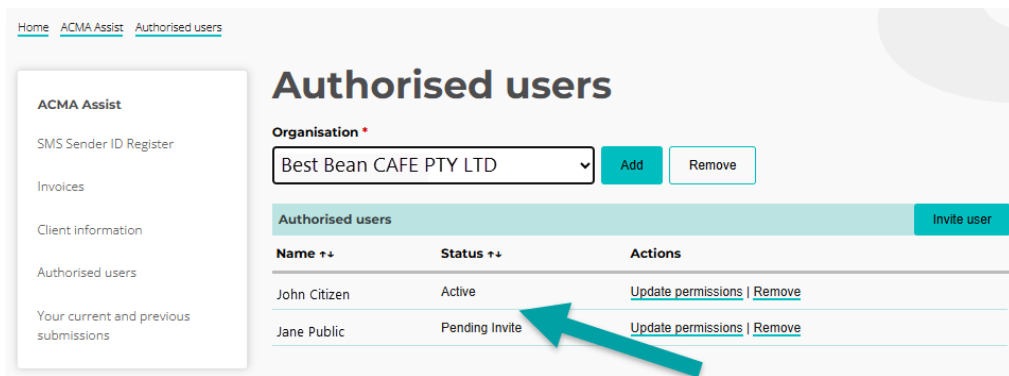 Home ACMA Assist Authorised users
ACMA Assist
SMS Sender ID Register
Invoices
Client information
Authorised users
Your current and previous
submissions
Authorised users
Organisation *
Best Bean CAFE PTY LTD Add Remove
Authorised users Invite user
Name ↑↓ Status ↑↓ Actions
John Citizen Active Update permissions | Remove
Jane Public Pending Invite Update permissions | Remove